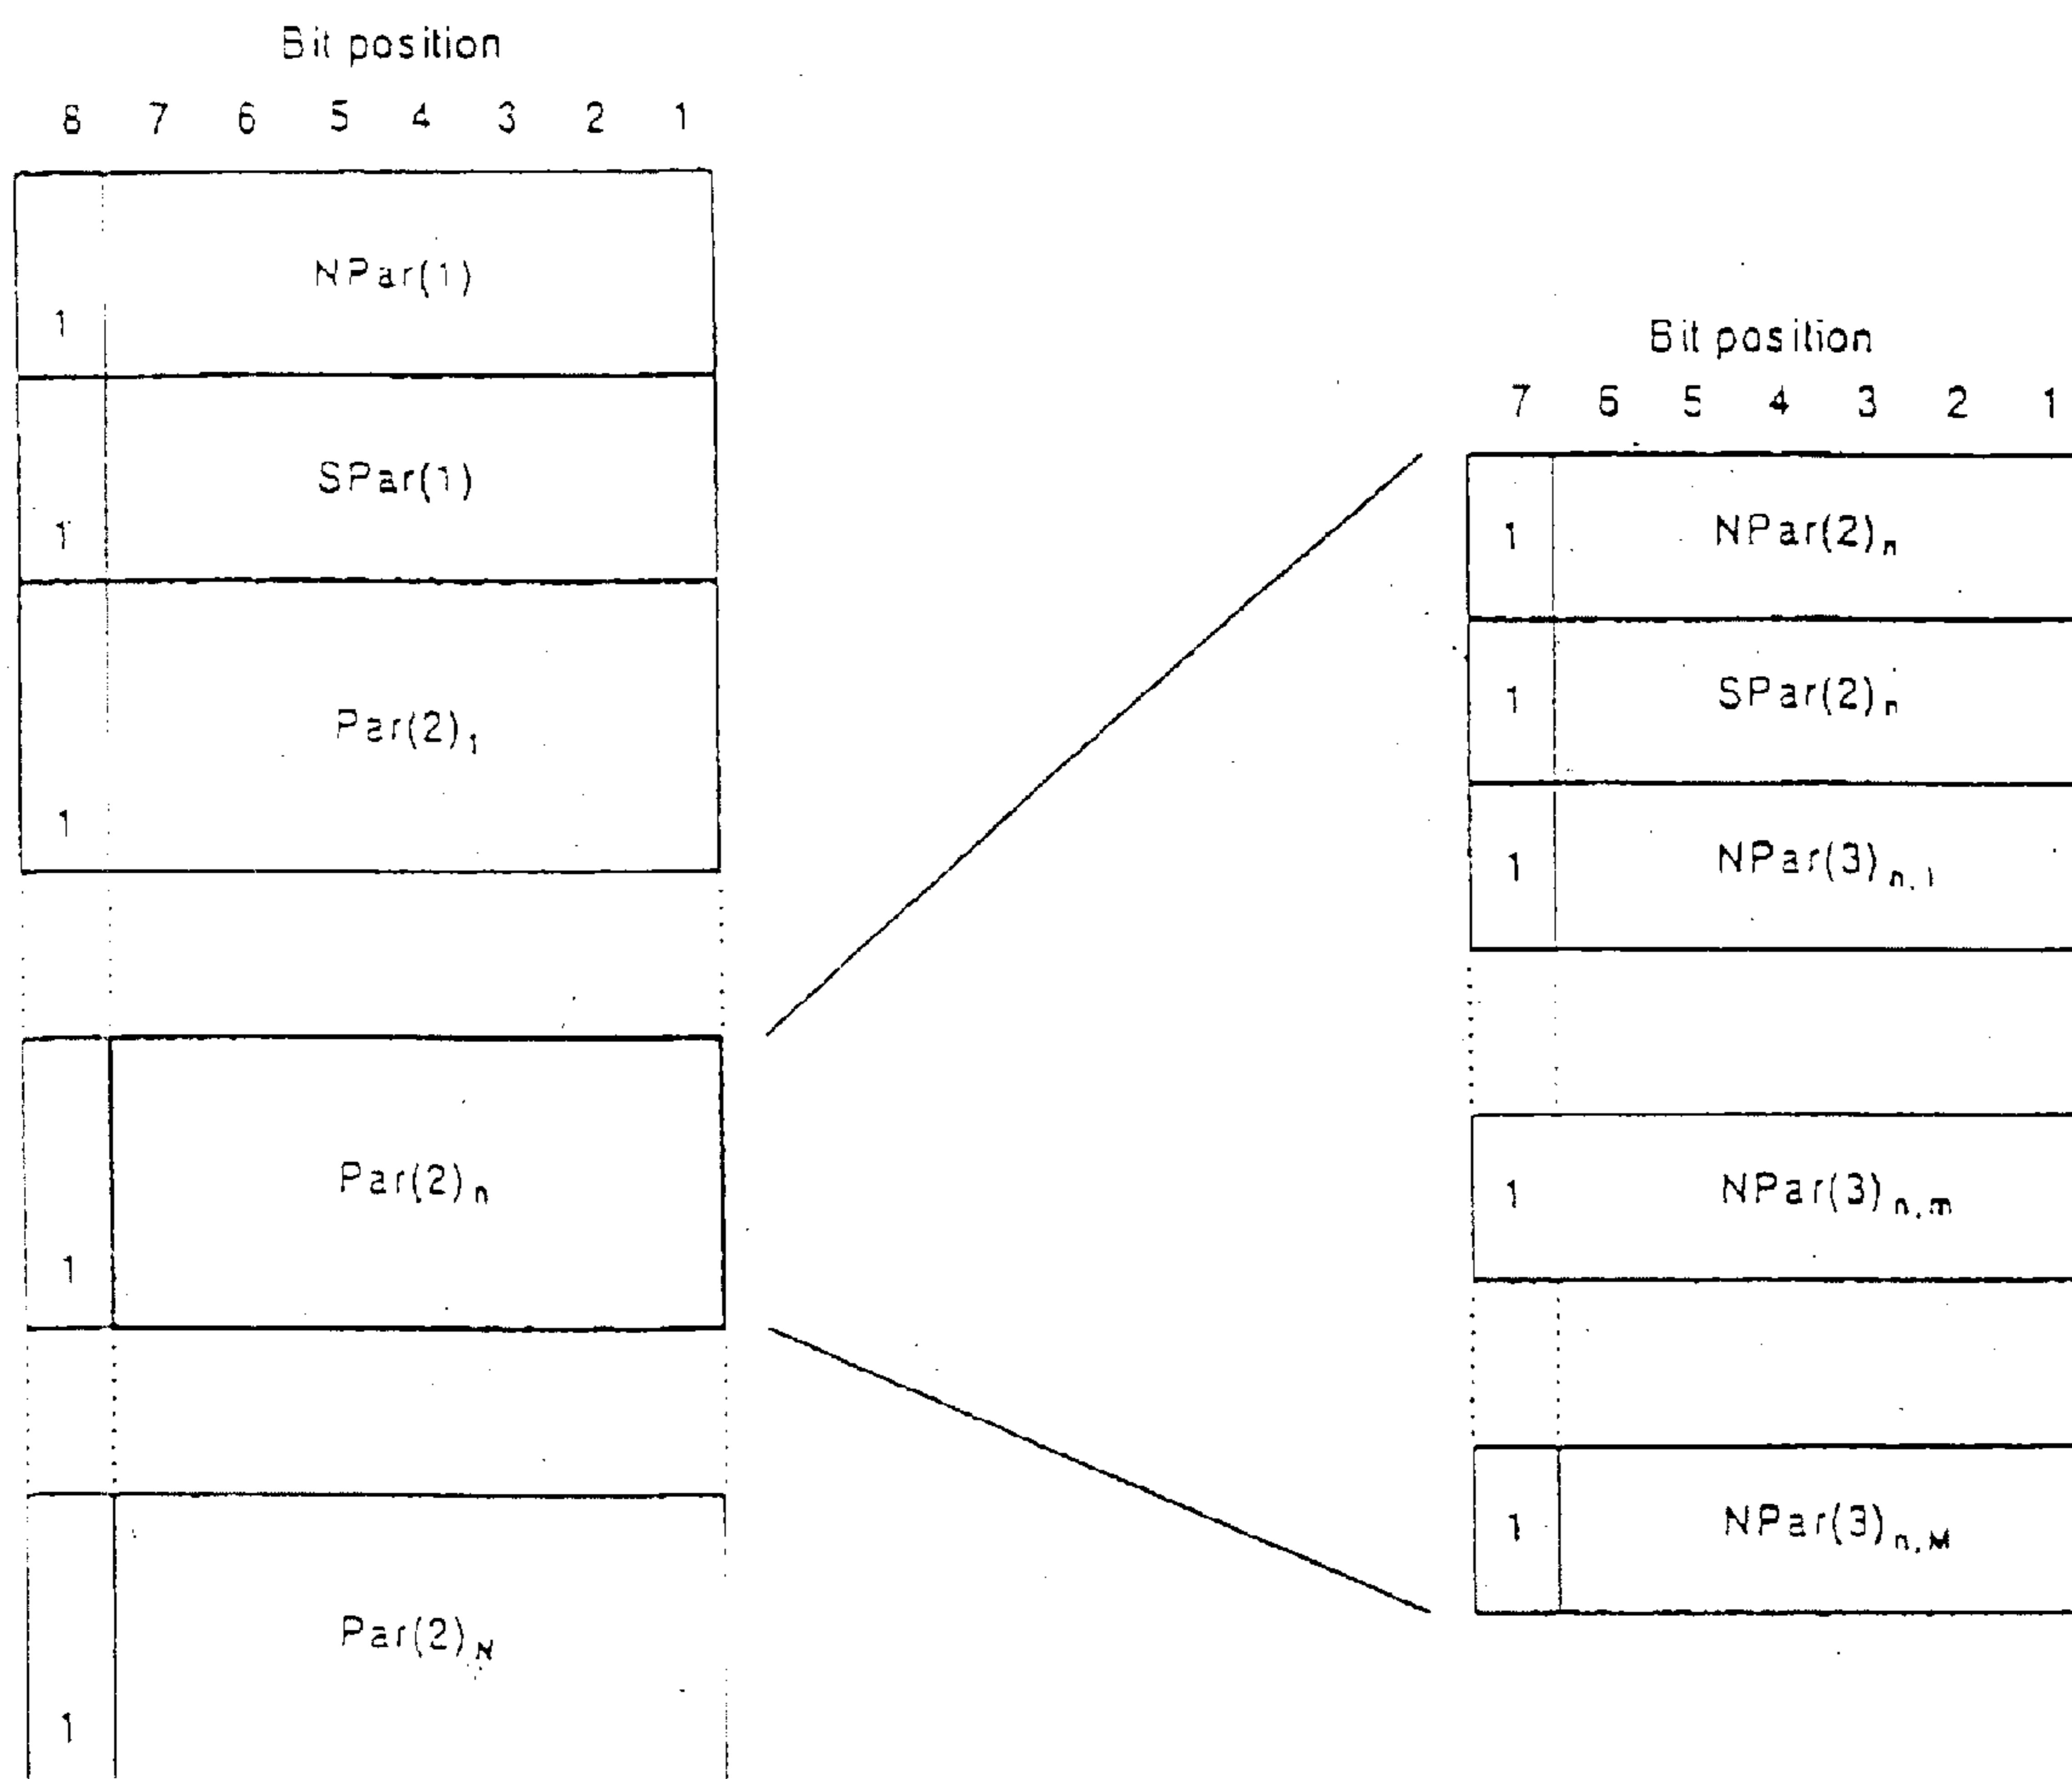 Bit position
8 7 6 5 4 3 2 1
NPar(1)
1
SPar(1)
1
Par(2)1
1
Par(2)n
1
Par(2)N
1
Bit position
7 6 5 4 3 2 1
1 NPar(2)n
1 SPar(2)n
1 NPar(3)n,1
1 NPar(3)n,m
1 NPar(3)n,M